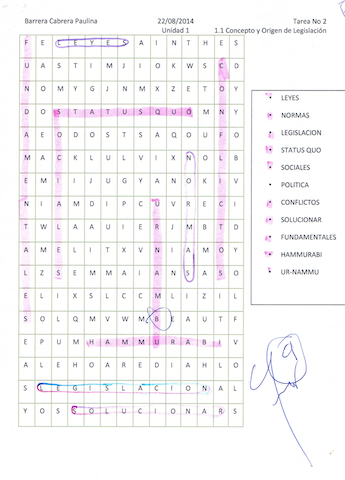 Barrera Cabrera Paulina 22/08/2014 Tarea No 2
Unidad 1 1.1 Concepto y Origen de Legislación
F E L E Y E S A I N T H E S
U A S T I M J I O K W S C D
N O M Y G J N M X Z E T O Y
D O S T A T U S Q U O M N Y
A E O D O S T S A Q O U F O
M A C K L U L V I X N O L B
E M I I J U G Y A N O K I V
N I A M D I P C U V R E C I
T W L A A U I E R J M B T D
A M E L I T X V N I A M O Y
L Z S E M M A I A N S A S O
E L I X S L C C M L I Z I L
S O L Q M V W M B E A U T F
E P U M H A M M U R A B I V
A L E H O A R E D I A H L O
S L E G I S L A C I O N A L
Y O S S O L U C I O N A R S
• LEYES
• NORMAS
• LEGISLACION
• STATUS QUO
• SOCIALES
• POLITICA
• CONFLICTOS
• SOLUCIONAR
• FUNDAMENTALES
• HAMMURABI
• UR-NAMMU